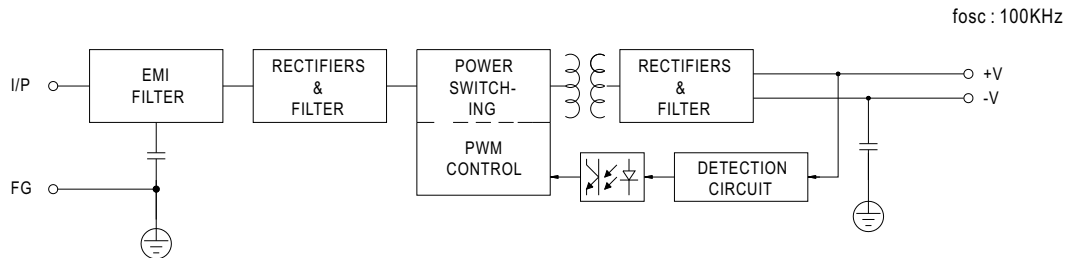 fosc : 100KHz
I/P
EMI
FILTER
RECTIFIERS
&
FILTER
POWER
SWITCH-
ING
PWM
CONTROL
RECTIFIERS
&
FILTER
+V
-V
DETECTION
CIRCUIT
FG